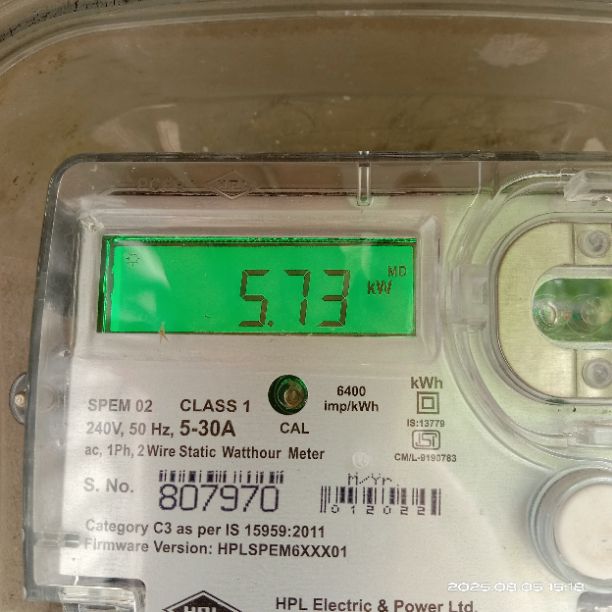 MD
5.73 kW
SPEM 02 CLASS 1
6400
imp/kWh
kWh
240V, 50 Hz, 5-30A
CAL
IS:13779
ac, 1Ph, 2 Wire Static Watthour Meter
CM/L-9190783
S. No. 807970
M/Yr.
012022
Category C3 as per IS 15959:2011
Firmware Version: HPLSPEM6XXX01
HPL
HPL Electric & Power Ltd.
2025.08.05 15:18